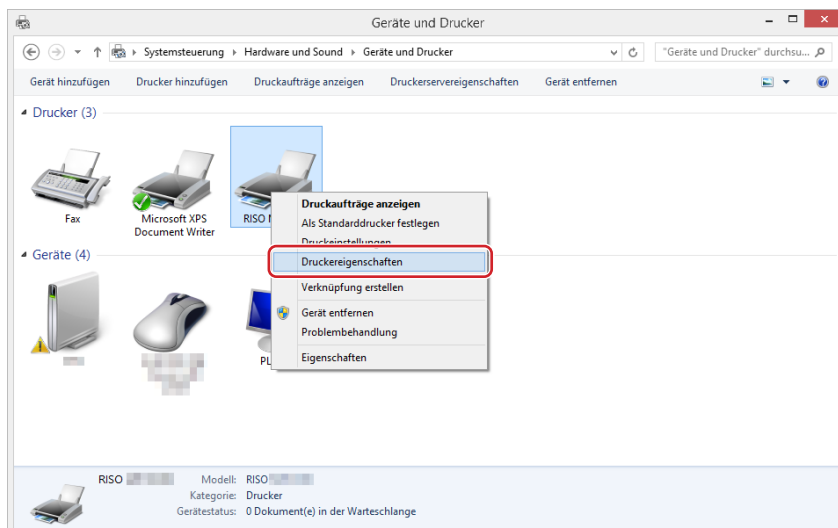 Geräte und Drucker
Systemsteuerung Hardware und Sound Geräte und Drucker
"Geräte und Drucker" durchsu...
Gerät hinzufügen Drucker hinzufügen Druckaufträge anzeigen Druckerservereigenschaften Gerät entfernen
Drucker (3)
Fax
Microsoft XPS
Document Writer
RISO
Druckaufträge anzeigen
Als Standarddrucker festlegen
Druckeinstellungen
Druckereigenschaften
Verknüpfung erstellen
Gerät entfernen
Problembehandlung
Eigenschaften
Geräte (4)
PL
RISO Modell: RISO
Kategorie: Drucker
Gerätestatus: 0 Dokument(e) in der Warteschlange